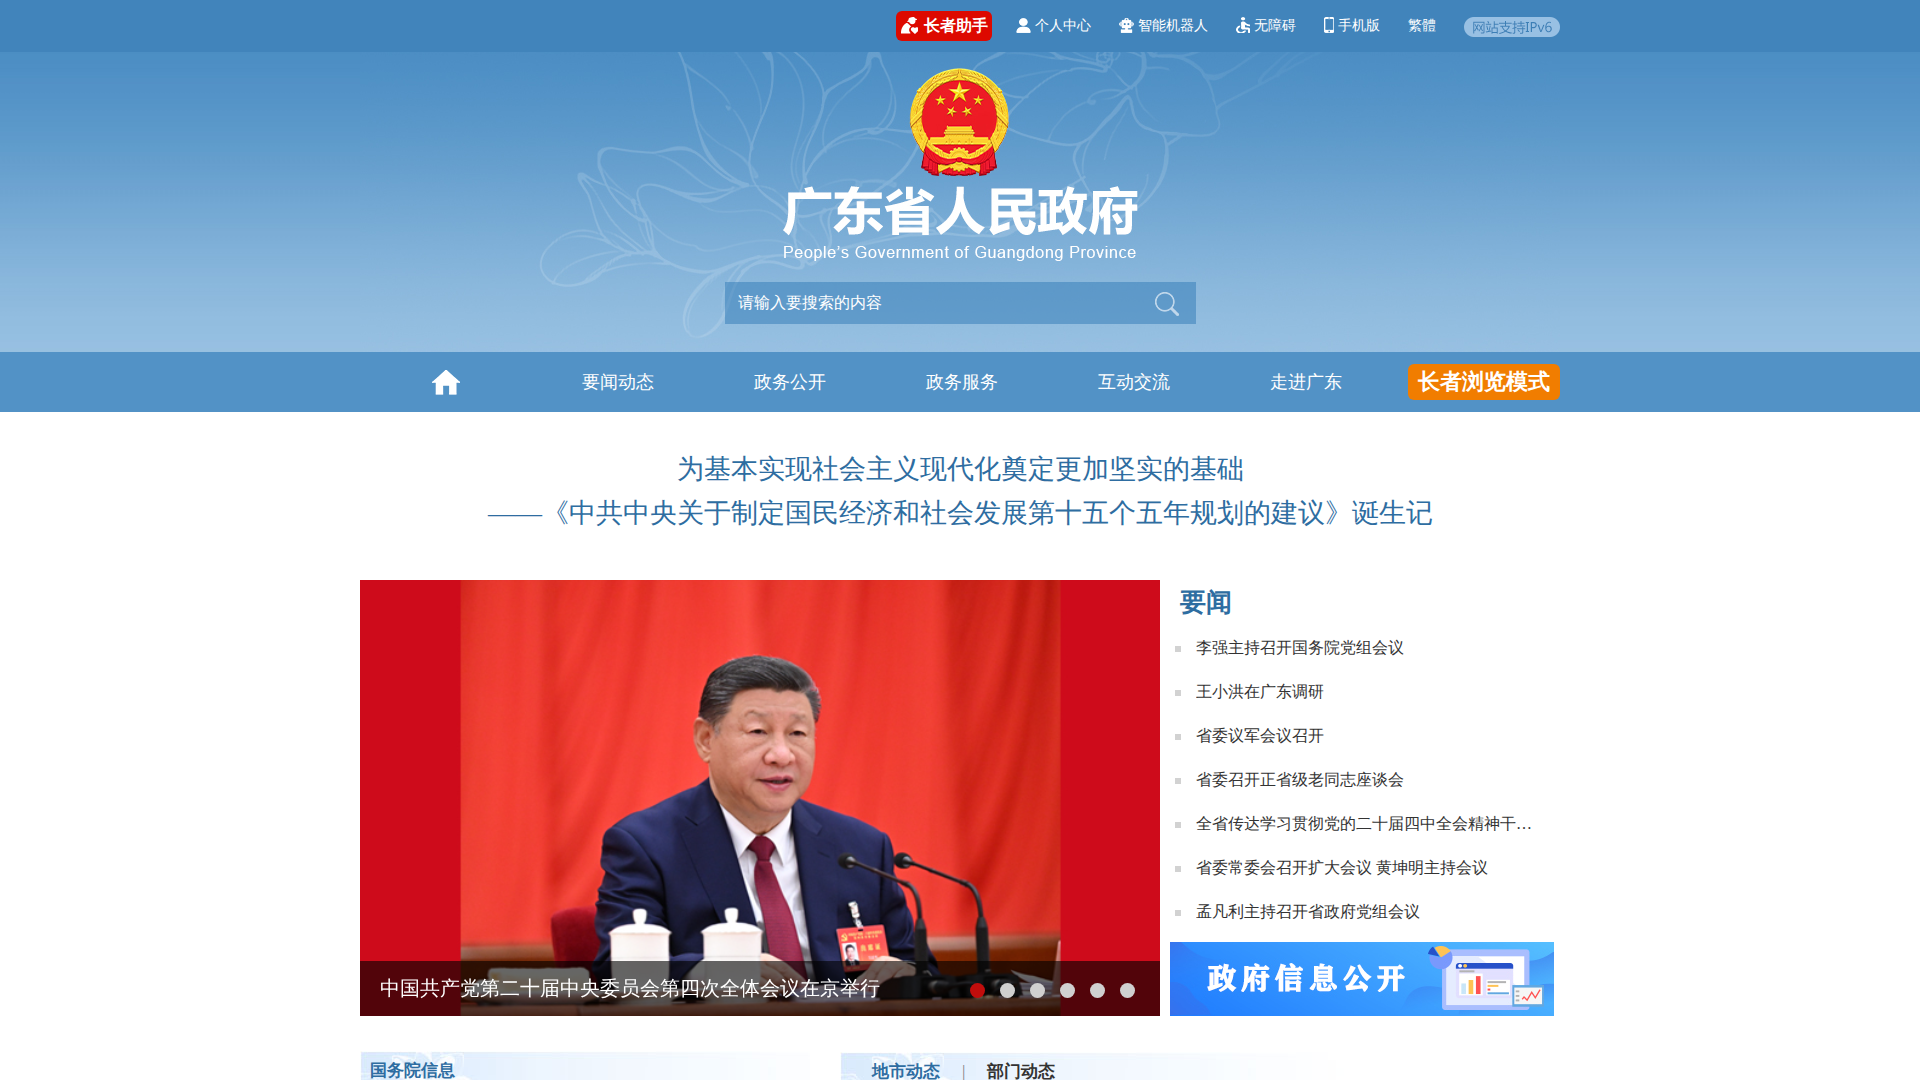 长者助手
个人中心
智能机器人
无障碍
手机版
繁體
网站支持IPv6
广东省人民政府
People's Government of Guangdong Province
请输入要搜索的内容
要闻动态
政务公开
政务服务
互动交流
走进广东
长者浏览模式
为基本实现社会主义现代化奠定更加坚实的基础
——《中共中央关于制定国民经济和社会发展第十五个五年规划的建议》诞生记
中国共产党第二十届中央委员会第四次全体会议在京举行
要闻
李强主持召开国务院党组会议
王小洪在广东调研
省委议军会议召开
省委召开正省级老同志座谈会
全省传达学习贯彻党的二十届四中全会精神干…
省委常委会召开扩大会议 黄坤明主持会议
孟凡利主持召开省政府党组会议
政府信息公开
国务院信息
地市动态 | 部门动态